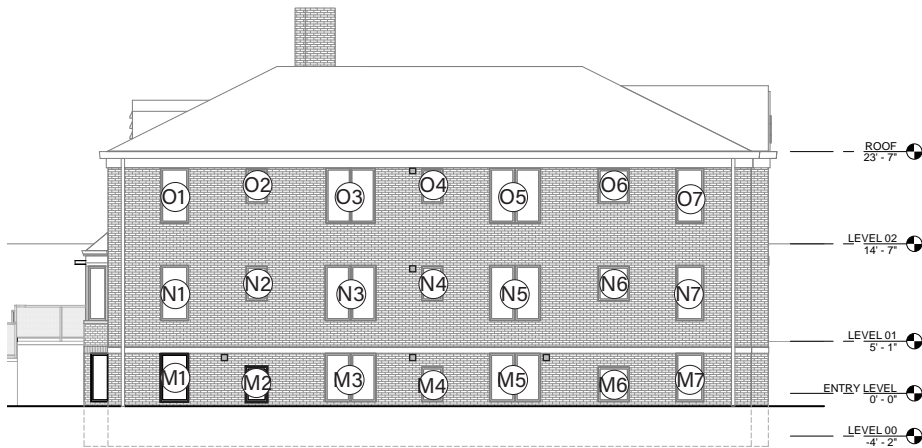 O1 O2 O3 O4 O5 O6 O7
N1 N2 N3 N4 N5 N6 N7
M1 M2 M3 M4 M5 M6 M7
ROOF
23' - 7"
LEVEL 02
14' - 7"
LEVEL 01
5' - 1"
ENTRY LEVEL
0' - 0"
LEVEL 00
-4' - 2"